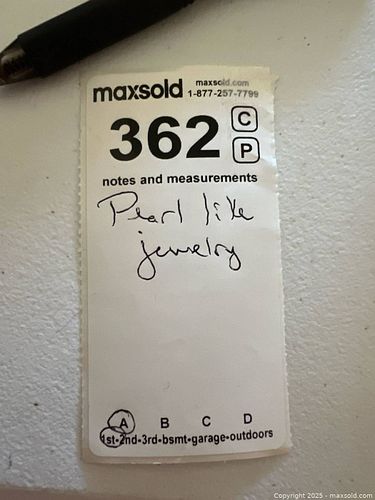 maxsold maxsold.com
1-877-257-7799
362 C
P
notes and measurements
Pearl like
jewelry
A B C D
1st-2nd-3rd-bsmt-garage-outdoors
Copyright 2025 - maxsold.com